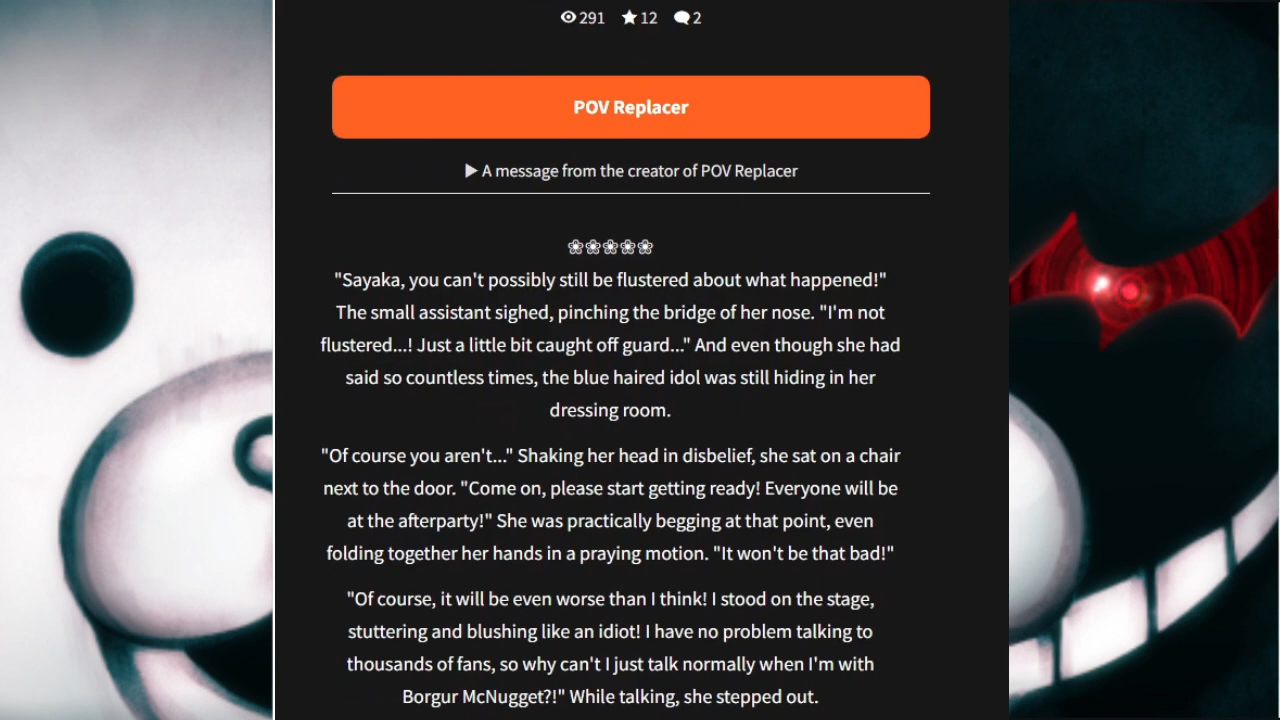 291 12 2
POV Replacer
▶ A message from the creator of POV Replacer
❀❀❀❀❀
"Sayaka, you can't possibly still be flustered about what happened!"
The small assistant sighed, pinching the bridge of her nose. "I'm not
flustered...! Just a little bit caught off guard..." And even though she had
said so countless times, the blue haired idol was still hiding in her
dressing room.
"Of course you aren't..." Shaking her head in disbelief, she sat on a chair
next to the door. "Come on, please start getting ready! Everyone will be
at the afterparty!" She was practically begging at that point, even
folding together her hands in a praying motion. "It won't be that bad!"
"Of course, it will be even worse than I think! I stood on the stage,
stuttering and blushing like an idiot! I have no problem talking to
thousands of fans, so why can't I just talk normally when I'm with
Borgur McNugget?!" While talking, she stepped out.